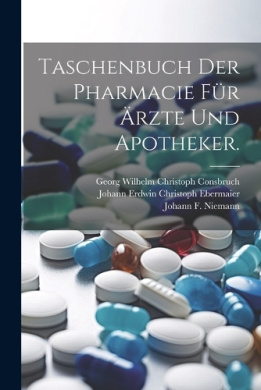 Taschenbuch Der
Pharmacie Für
Ärzte Und
Apotheker.
Georg Wilhelm Christoph Consbruch
Johann Erdwin Christoph Ebermaier
Johann F. Niemann